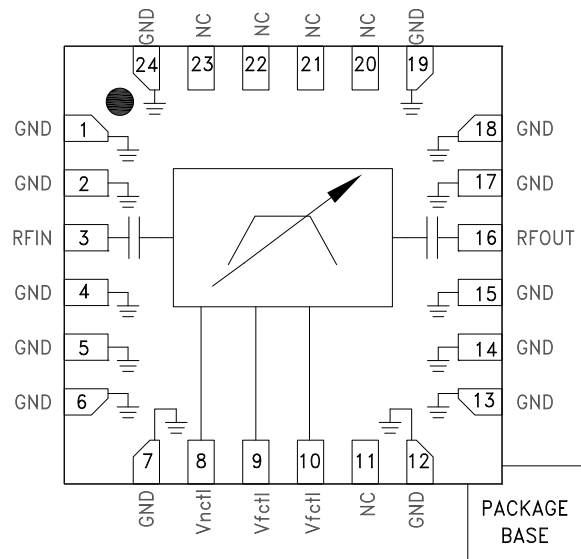 GND NC NC NC NC GND
24 23 22 21 20 19
GND 1 18 GND
GND 2 17 GND
RFIN 3 16 RFOUT
GND 4 15 GND
GND 5 14 GND
GND 6 13 GND
7 8 9 10 11 12
GND Vnctl Vfctl Vfctl NC GND
PACKAGE
BASE